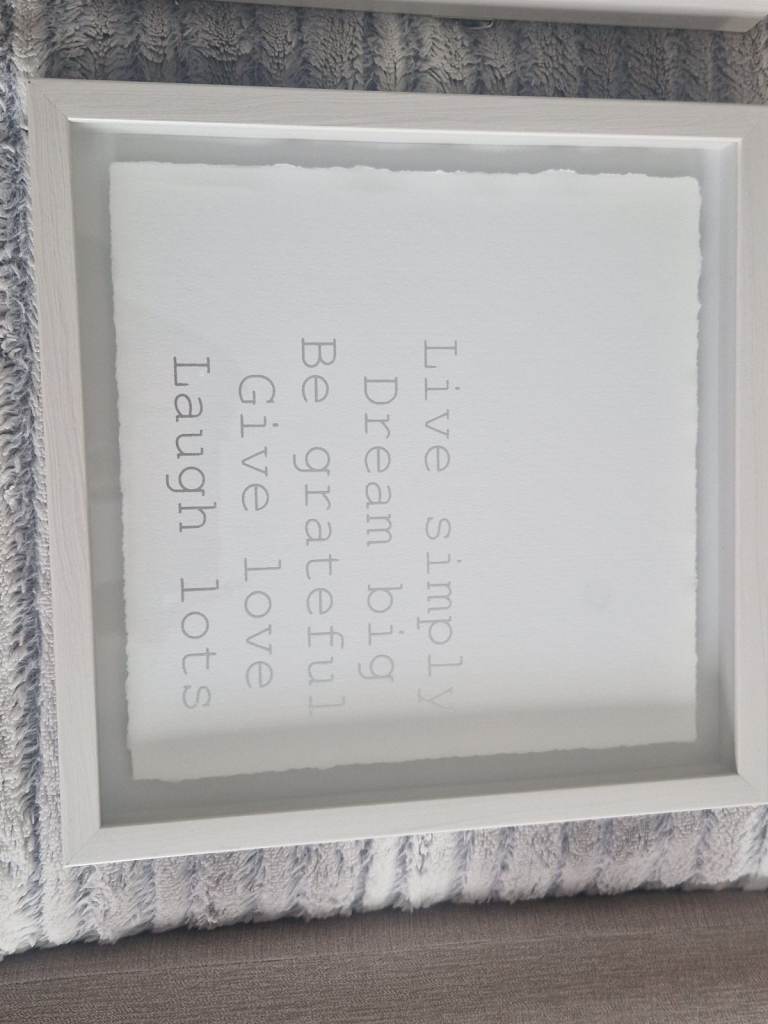 Live simply
Dream big
Be grateful
Give love
Laugh lots